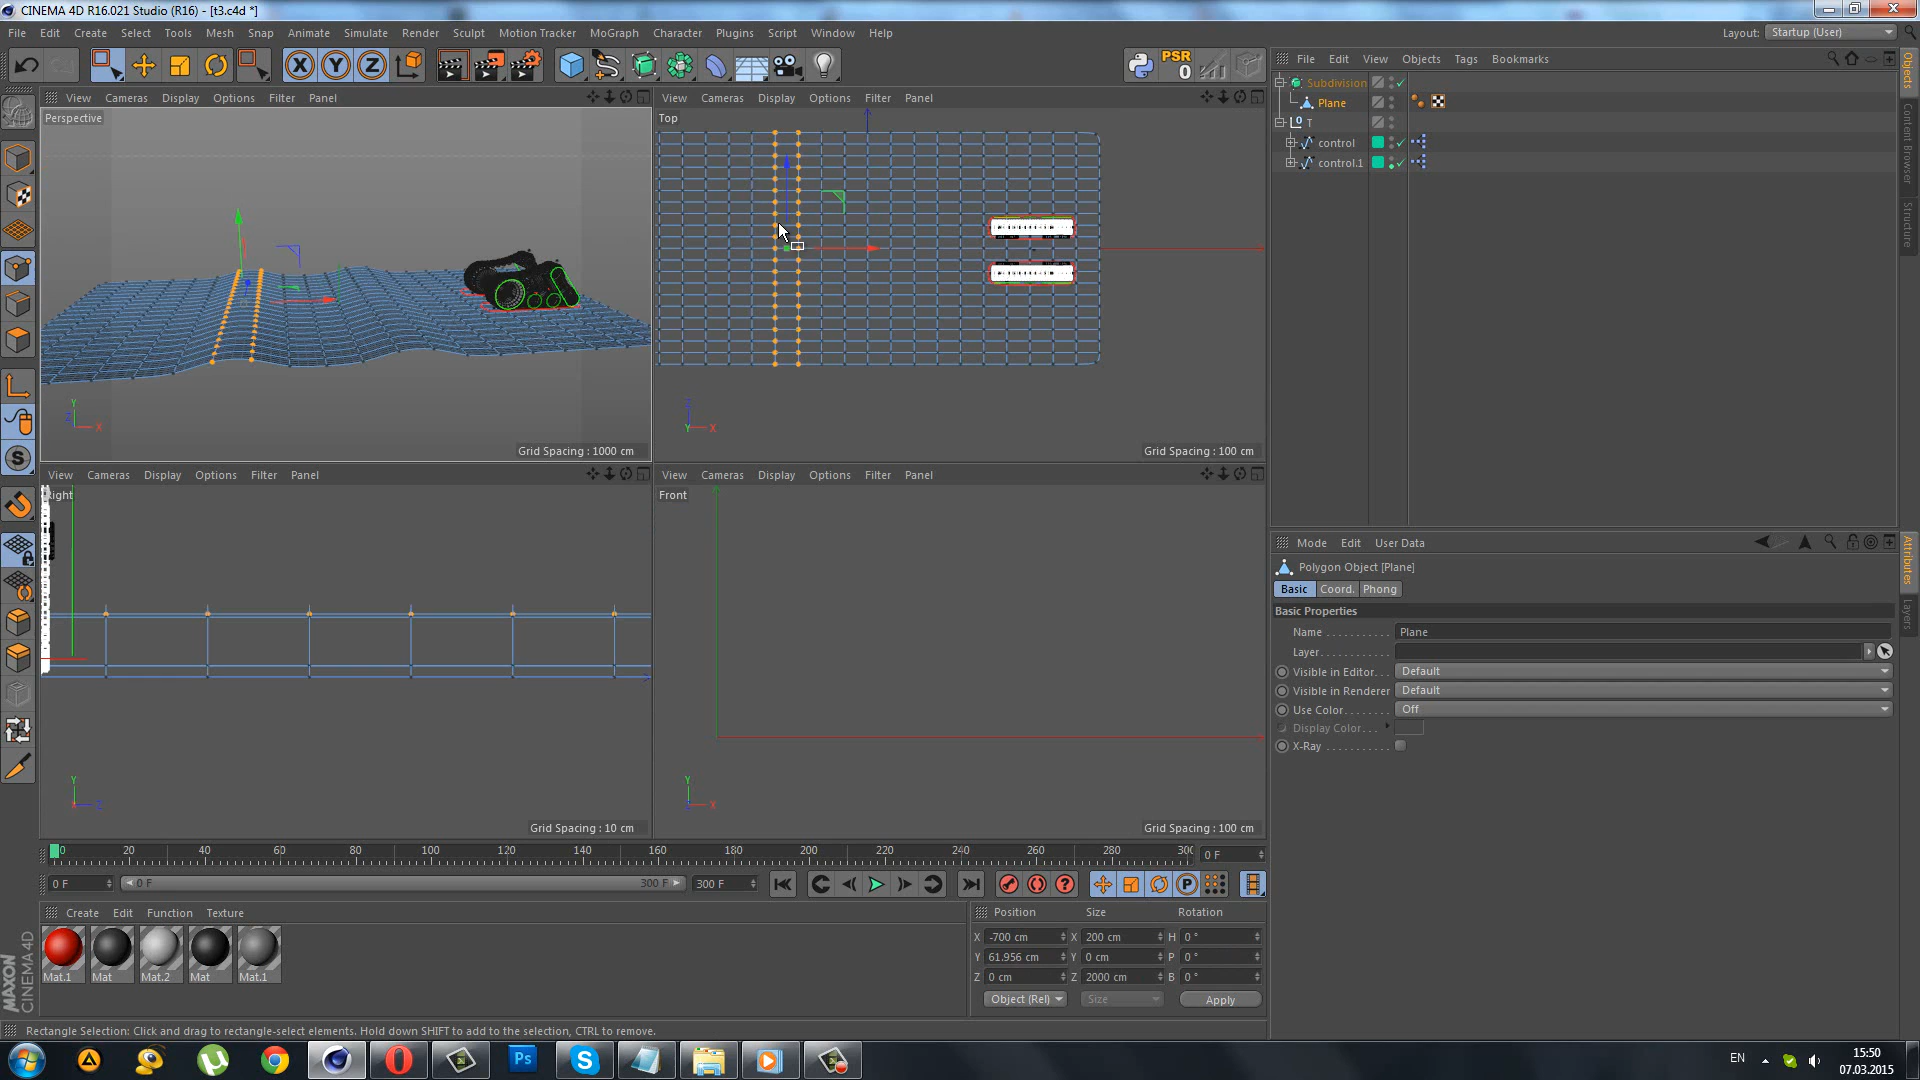 CINEMA 4D R16.021 Studio (R16) - [t3.c4d *]
File Edit Create Select Tools Mesh Snap Animate Simulate Render Sculpt Motion Tracker MoGraph Character Plugins Script Window Help
Layout: Startup (User)
PSR
0
File Edit View Objects Tags Bookmarks
Subdivision
Plane
T
control
control.1
Objects
Content Browser
Structure
View Cameras Display Options Filter Panel
Perspective
Grid Spacing : 1000 cm
View Cameras Display Options Filter Panel
Top
Grid Spacing : 100 cm
View Cameras Display Options Filter Panel
Right
Grid Spacing : 10 cm
View Cameras Display Options Filter Panel
Front
Grid Spacing : 100 cm
Mode Edit User Data
Polygon Object [Plane]
Basic Coord. Phong
Basic Properties
Name Plane
Layer
Visible in Editor Default
Visible in Renderer Default
Use Color Off
Display Color
X-Ray
Attributes
Layers
0 20 40 60 80 100 120 140 160 180 200 220 240 260 280 300
0 F
0 F 0 F 300 F 300 F
Create Edit Function Texture
Mat.1 Mat Mat.2 Mat Mat.1
MAXON
CINEMA 4D
Position Size Rotation
X -700 cm X 200 cm H 0 °
Y 61.956 cm Y 0 cm P 0 °
Z 0 cm Z 2000 cm B 0 °
Object (Rel) Size Apply
Rectangle Selection: Click and drag to rectangle-select elements. Hold down SHIFT to add to the selection, CTRL to remove.
Ps
EN
15:50
07.03.2015